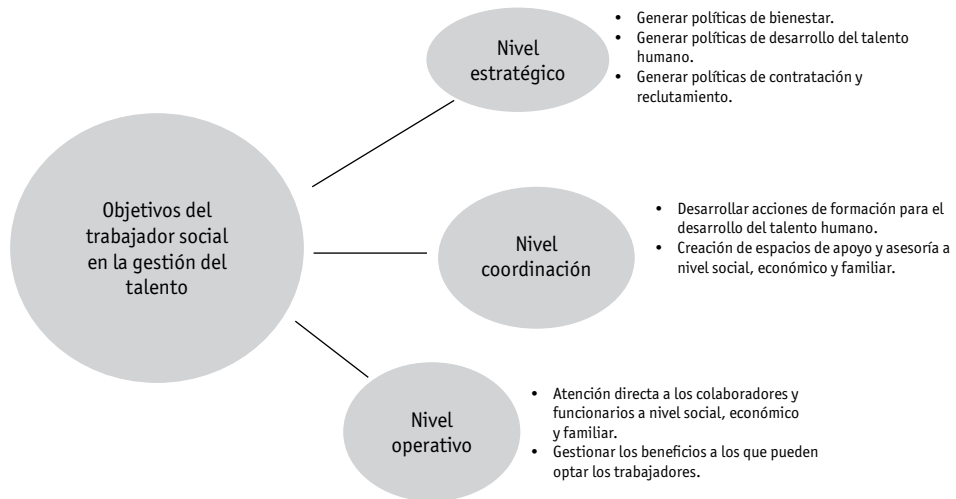 Nivel
estratégico
• Generar políticas de bienestar.
• Generar políticas de desarrollo del talento
humano.
• Generar políticas de contratación y
reclutamiento.
Objetivos del
trabajador social
en la gestión del
talento
Nivel
coordinación
• Desarrollar acciones de formación para el
desarrollo del talento humano.
• Creación de espacios de apoyo y asesoría a
nivel social, económico y familiar.
Nivel
operativo
• Atención directa a los colaboradores y
funcionarios a nivel social, económico
y familiar.
• Gestionar los beneficios a los que pueden
optar los trabajadores.